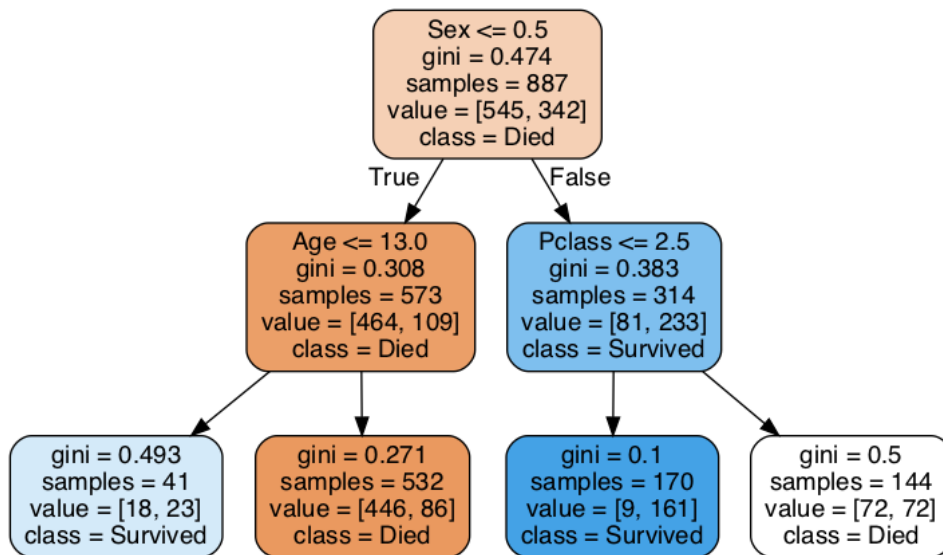 Sex <= 0.5
gini = 0.474
samples = 887
value = [545, 342]
class = Died
True
False
Age <= 13.0
gini = 0.308
samples = 573
value = [464, 109]
class = Died
Pclass <= 2.5
gini = 0.383
samples = 314
value = [81, 233]
class = Survived
gini = 0.493
samples = 41
value = [18, 23]
class = Survived
gini = 0.271
samples = 532
value = [446, 86]
class = Died
gini = 0.1
samples = 170
value = [9, 161]
class = Survived
gini = 0.5
samples = 144
value = [72, 72]
class = Died